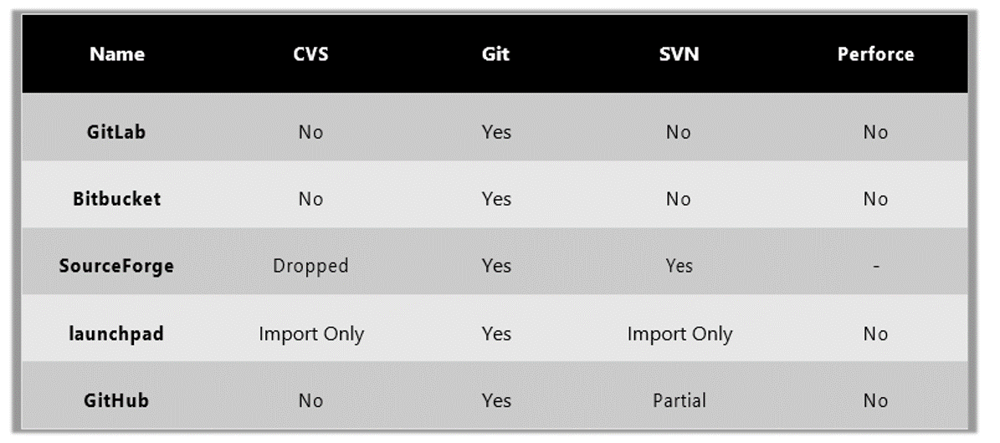 Name CVS Git SVN Perforce
GitLab No Yes No No
Bitbucket No Yes No No
SourceForge Dropped Yes Yes -
launchpad Import Only Yes Import Only No
GitHub No Yes Partial No